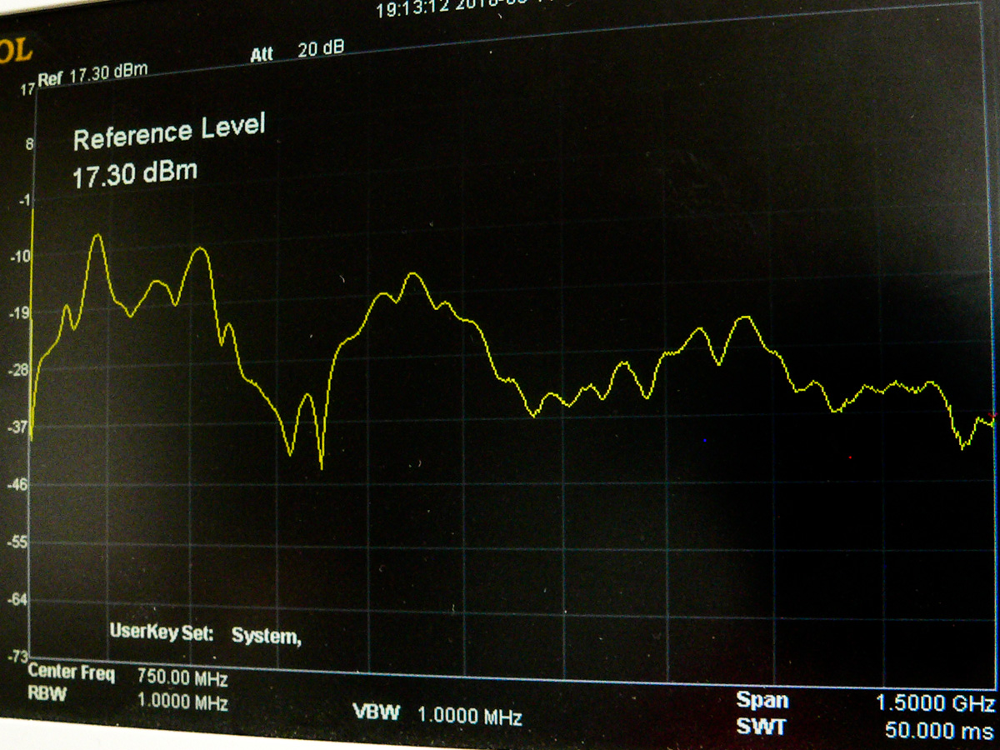 19:13:12
OL
Ref 17.30 dBm Att 20 dB
17
Reference Level
8
17.30 dBm
-1
-10
-19
-28
-37
-46
-55
-64
UserKey Set: System,
-73
Center Freq 750.00 MHz Span 1.5000 GHz
RBW 1.0000 MHz VBW 1.0000 MHz SWT 50.000 ms